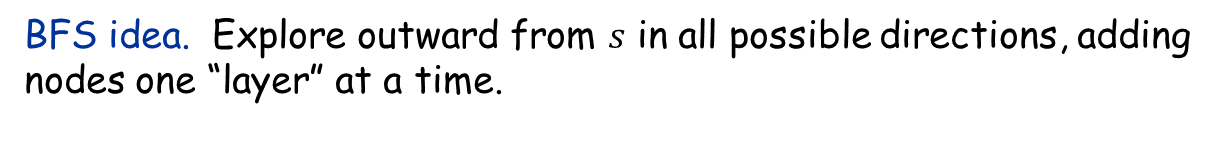 BFS idea. Explore outward from s in all possible directions, adding
nodes one “layer” at a time.